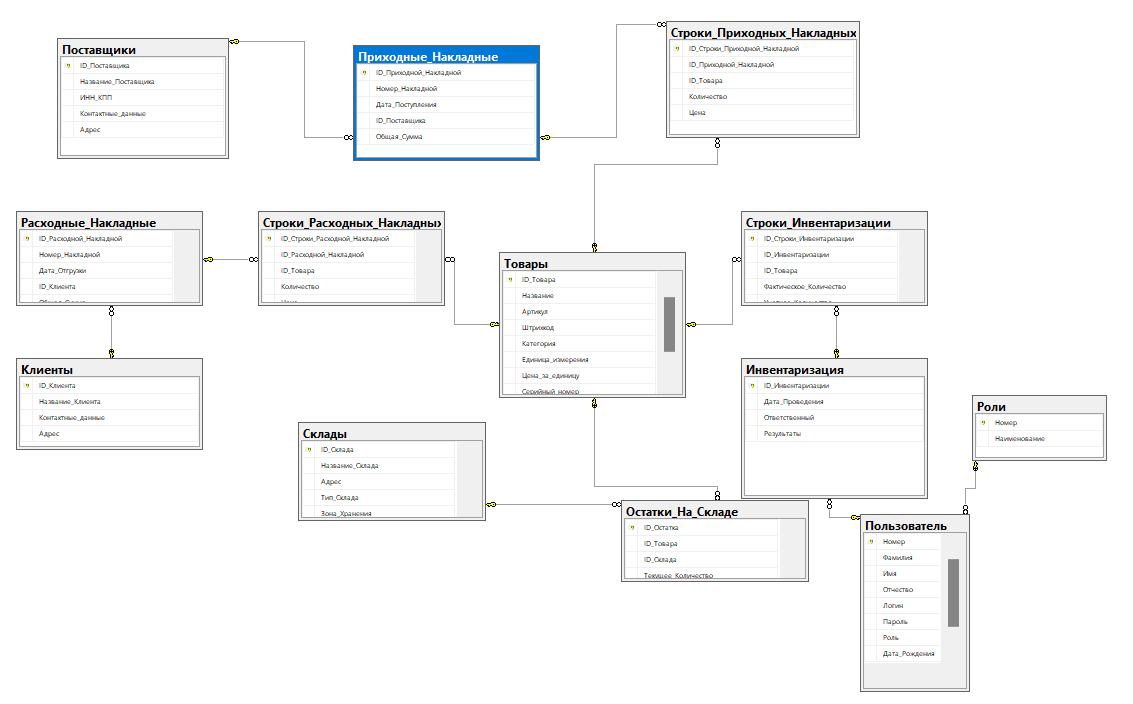 Поставщики
ID_Поставщика
Название_Поставщика
ИНН_КПП
Контактные_данные
Адрес
Приходные_Накладные
ID_Приходной_Накладной
Номер_Накладной
Дата_Поступления
ID_Поставщика
Общая_Сумма
Строки_Приходных_Накладных
ID_Строки_Приходной_Накладной
ID_Приходной_Накладной
ID_Товара
Количество
Цена
Расходные_Накладные
ID_Расходной_Накладной
Номер_Накладной
Дата_Отгрузки
ID_Клиента
Общая_Сумма
Строки_Расходных_Накладных
ID_Строки_Расходной_Накладной
ID_Расходной_Накладной
ID_Товара
Количество
Цена
Товары
ID_Товара
Название
Артикул
Штрихкод
Категория
Единица_измерения
Цена_за_единицу
Серийный_номер
Строки_Инвентаризации
ID_Строки_Инвентаризации
ID_Инвентаризации
ID_Товара
Фактическое_Количество
Учетное_Количество
Клиенты
ID_Клиента
Название_Клиента
Контактные_данные
Адрес
Инвентаризация
ID_Инвентаризации
Дата_Проведения
Ответственный
Результаты
Роли
Номер
Наименование
Склады
ID_Склада
Название_Склада
Адрес
Тип_Склада
Зона_Хранения
Остатки_На_Складе
ID_Остатка
ID_Товара
ID_Склада
Текущее_Количество
Пользователь
Номер
Фамилия
Имя
Отчество
Логин
Пароль
Роль
Дата_Рождения